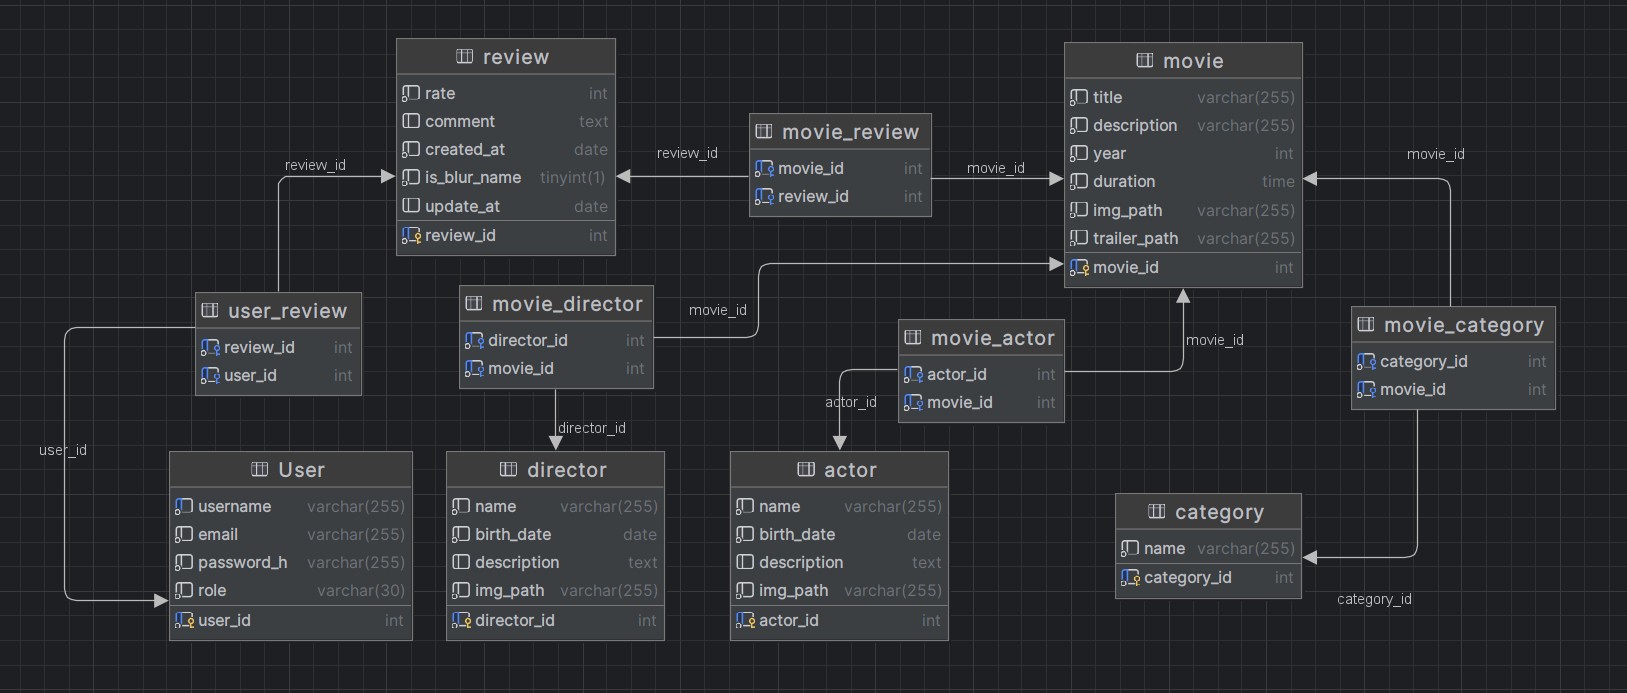 review
rate int
comment text
created_at date
is_blur_name tinyint(1)
update_at date
review_id int
movie
title varchar(255)
description varchar(255)
year int
duration time
img_path varchar(255)
trailer_path varchar(255)
movie_id int
movie_review
movie_id int
review_id int
review_id
review_id
movie_id
movie_id
user_review
review_id int
user_id int
movie_director
director_id int
movie_id int
movie_id
movie_actor
actor_id int
movie_id int
movie_id
movie_category
category_id int
movie_id int
actor_id
director_id
user_id
User
username varchar(255)
email varchar(255)
password_h varchar(255)
role varchar(30)
user_id int
director
name varchar(255)
birth_date date
description text
img_path varchar(255)
director_id int
actor
name varchar(255)
birth_date date
description text
img_path varchar(255)
actor_id int
category
name varchar(255)
category_id int
category_id